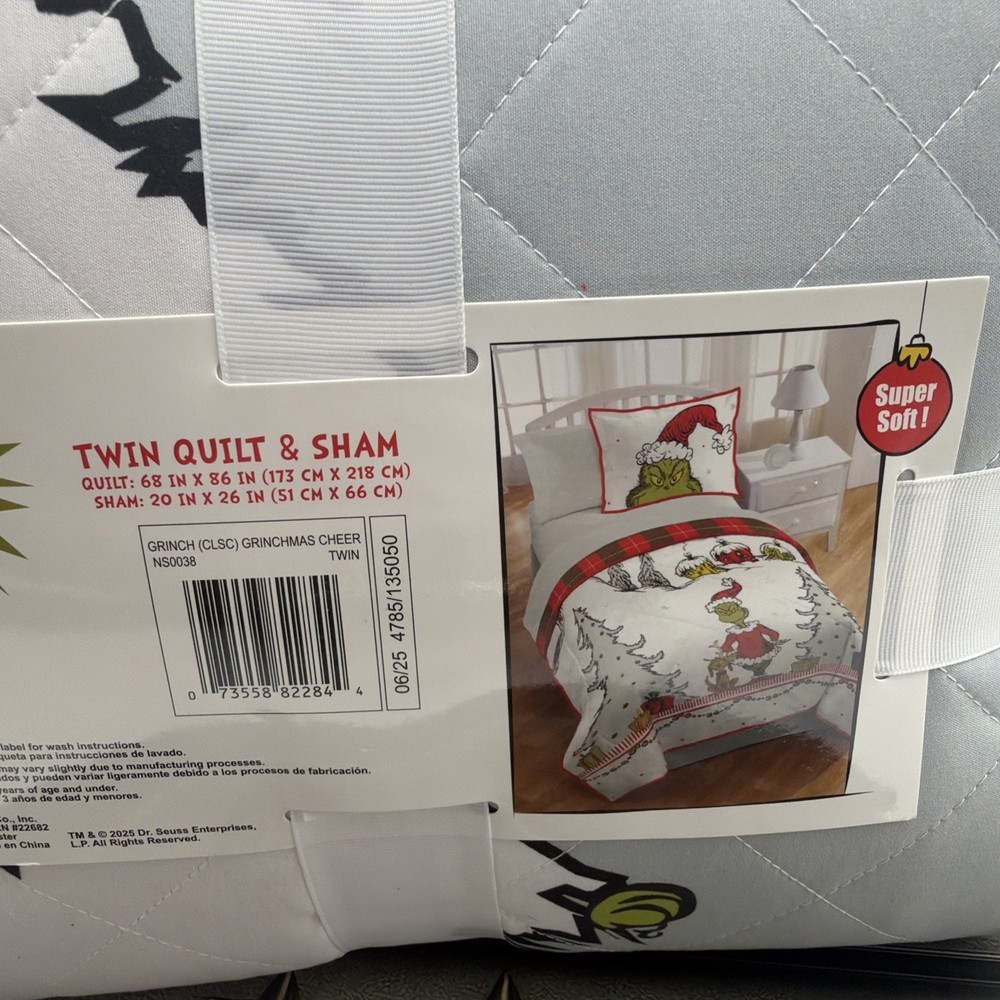 Super
Soft!
TWIN QUILT & SHAM
QUILT: 68 IN X 86 IN (173 CM X 218 CM)
SHAM: 20 IN X 26 IN (51 CM X 66 CM)
GRINCH (CLSC) GRINCHMAS CHEER
NS0038 TWIN
0 73558 82284 4
06/25 4785/135050
label for wash instructions.
para instrucciones de lavado.
may vary slightly due to manufacturing processes.
y pueden variar ligeramente debido a los procesos de fabricación.
years of age and under.
3 años de edad y menores.
Co., Inc.
#22682
en China
TM & © 2025 Dr. Seuss Enterprises,
L.P. All Rights Reserved.